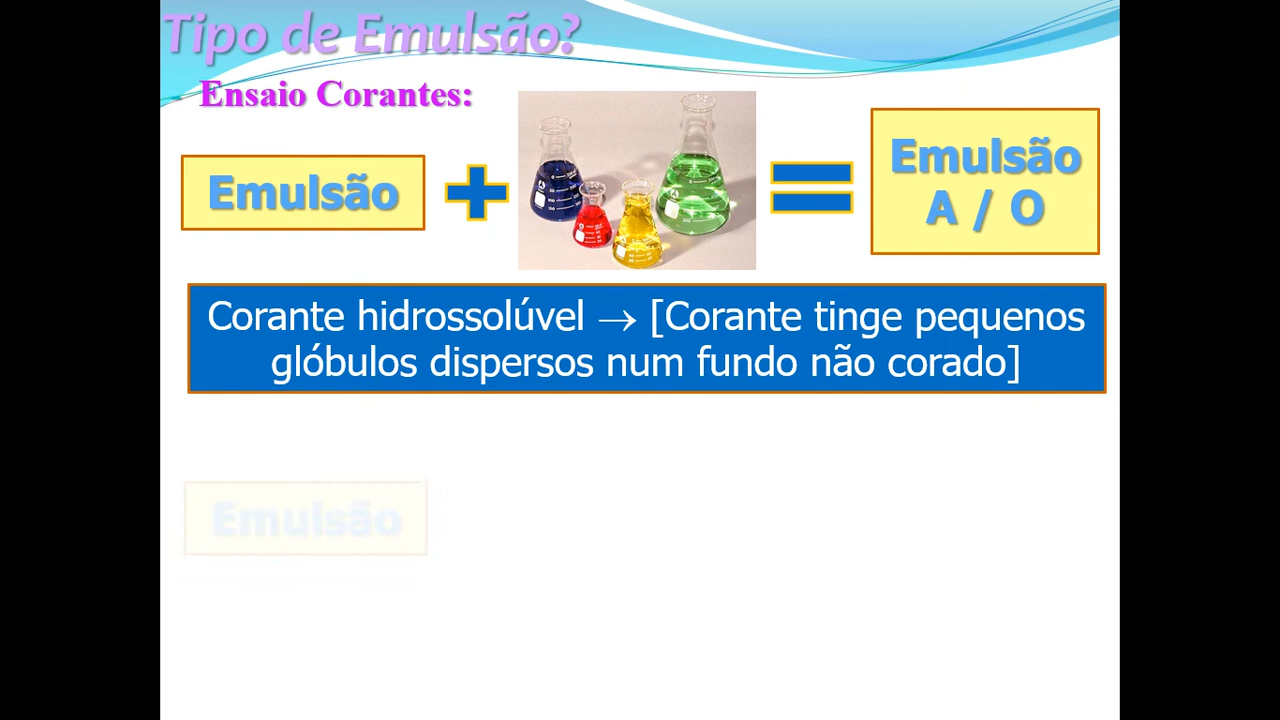 Tipo de Emulsão?
Ensaio Corantes:
Emulsão
Emulsão
A / O
Corante hidrossolúvel → [Corante tinge pequenos
glóbulos dispersos num fundo não corado]
Emulsão